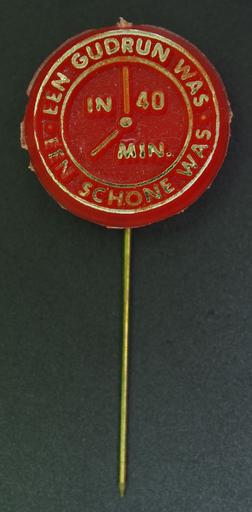 EEN GUDRUN WAS
IN 40
MIN.
EEN SCHONE WAS